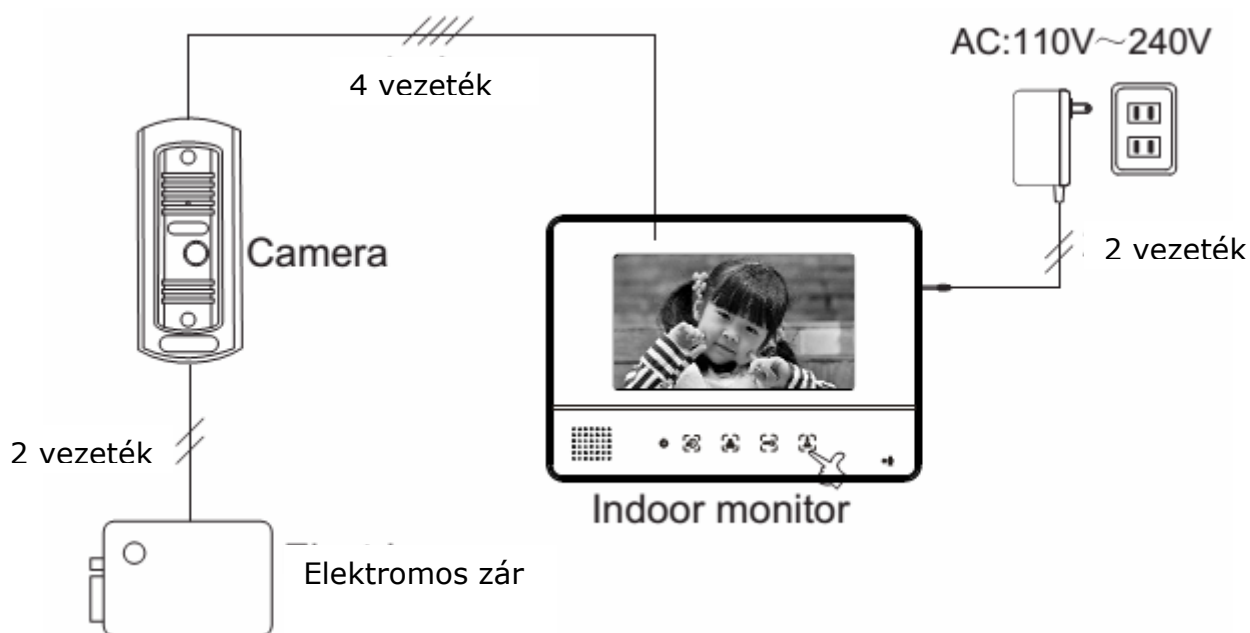 4 vezeték
AC:110V～240V
Camera
2 vezeték
2 vezeték
Indoor monitor
Elektromos zár